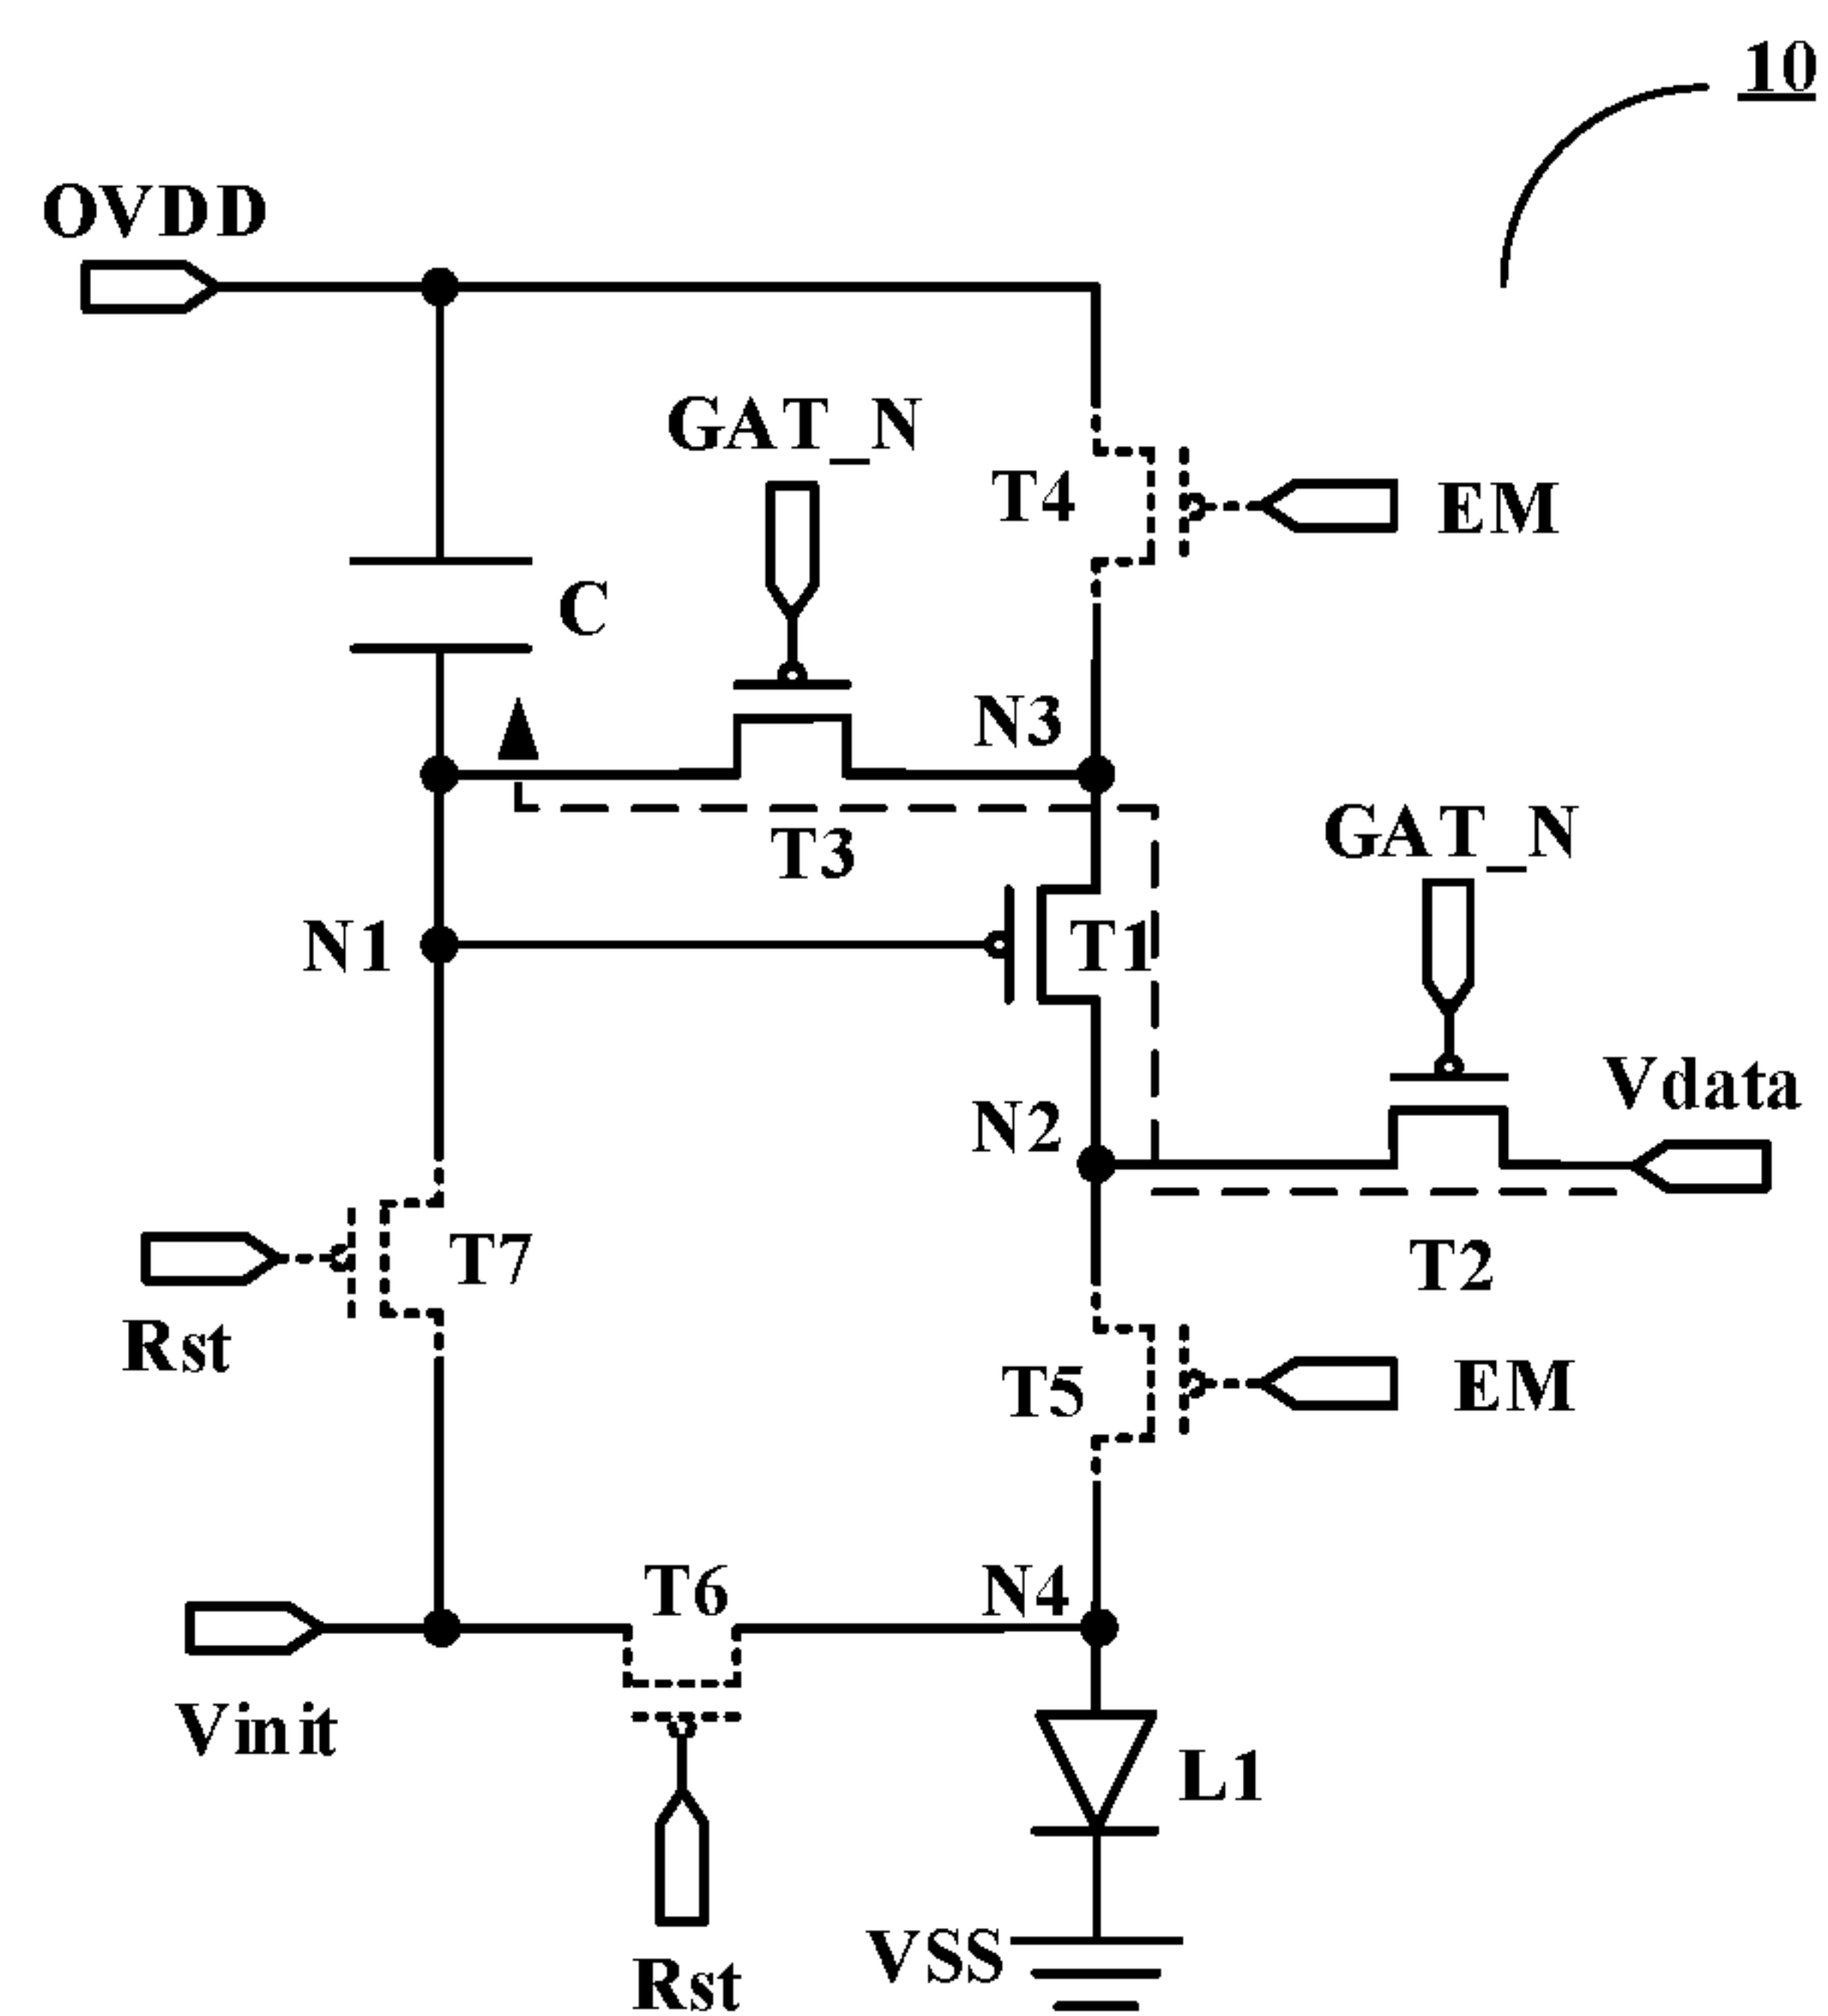 10
OVDD
GAT_N
T4
EM
C
N3
T3
GAT_N
N1
T1
Vdata
N2
T7
T2
Rst
T5
EM
T6
N4
Vinit
L1
VSS
Rst